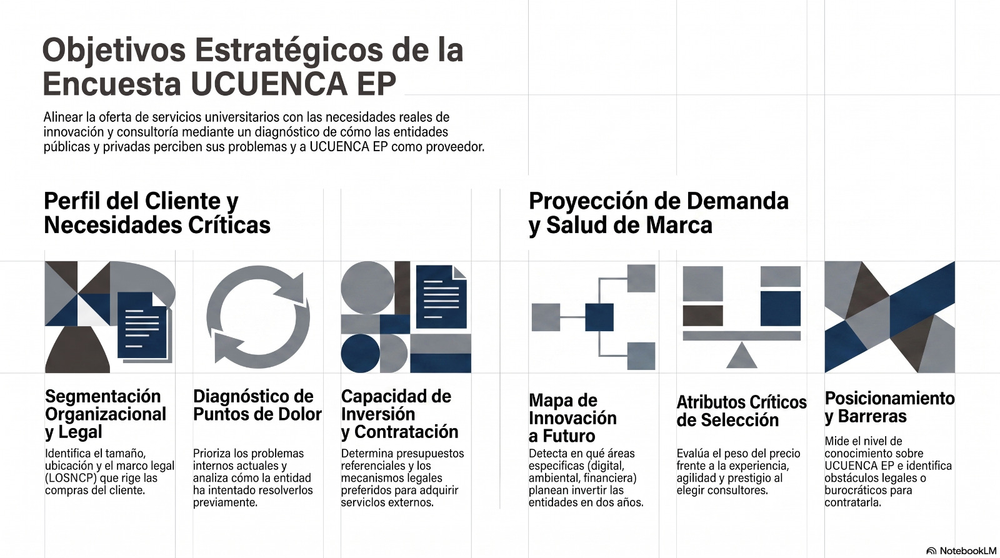 Objetivos Estratégicos de la
Encuesta UCUENCA EP
Alinear la oferta de servicios universitarios con las necesidades reales de
innovación y consultoría mediante un diagnóstico de cómo las entidades
públicas y privadas perciben sus problemas y a UCUENCA EP como proveedor.
Perfil del Cliente y
Necesidades Críticas
Segmentación
Organizacional
y Legal
Identifica el tamaño,
ubicación y el marco legal
(LOSNCP) que rige las
compras del cliente.
Diagnóstico de
Puntos de Dolor
Prioriza los problemas
internos actuales y
analiza cómo la entidad
ha intentado resolverlos
previamente.
Capacidad de
Inversión
y Contratación
Determina presupuestos
referenciales y los
mecanismos legales
preferidos para adquirir
servicios externos.
Proyección de Demanda
y Salud de Marca
Mapa de
Innovación
a Futuro
Detecta en qué áreas
especificas (digital,
ambiental, financiera)
planean invertir las
entidades en dos años.
Atributos Críticos
de Selección
Evalúa el peso del precio
frente a la experiencia,
agilidad y prestigio al
elegir consultores.
Posicionamiento
y Barreras
Mide el nivel de
conocimiento sobre
UCUENCA EP e identifica
obstáculos legales o
burocráticos para
contratarla.
NotebookLM